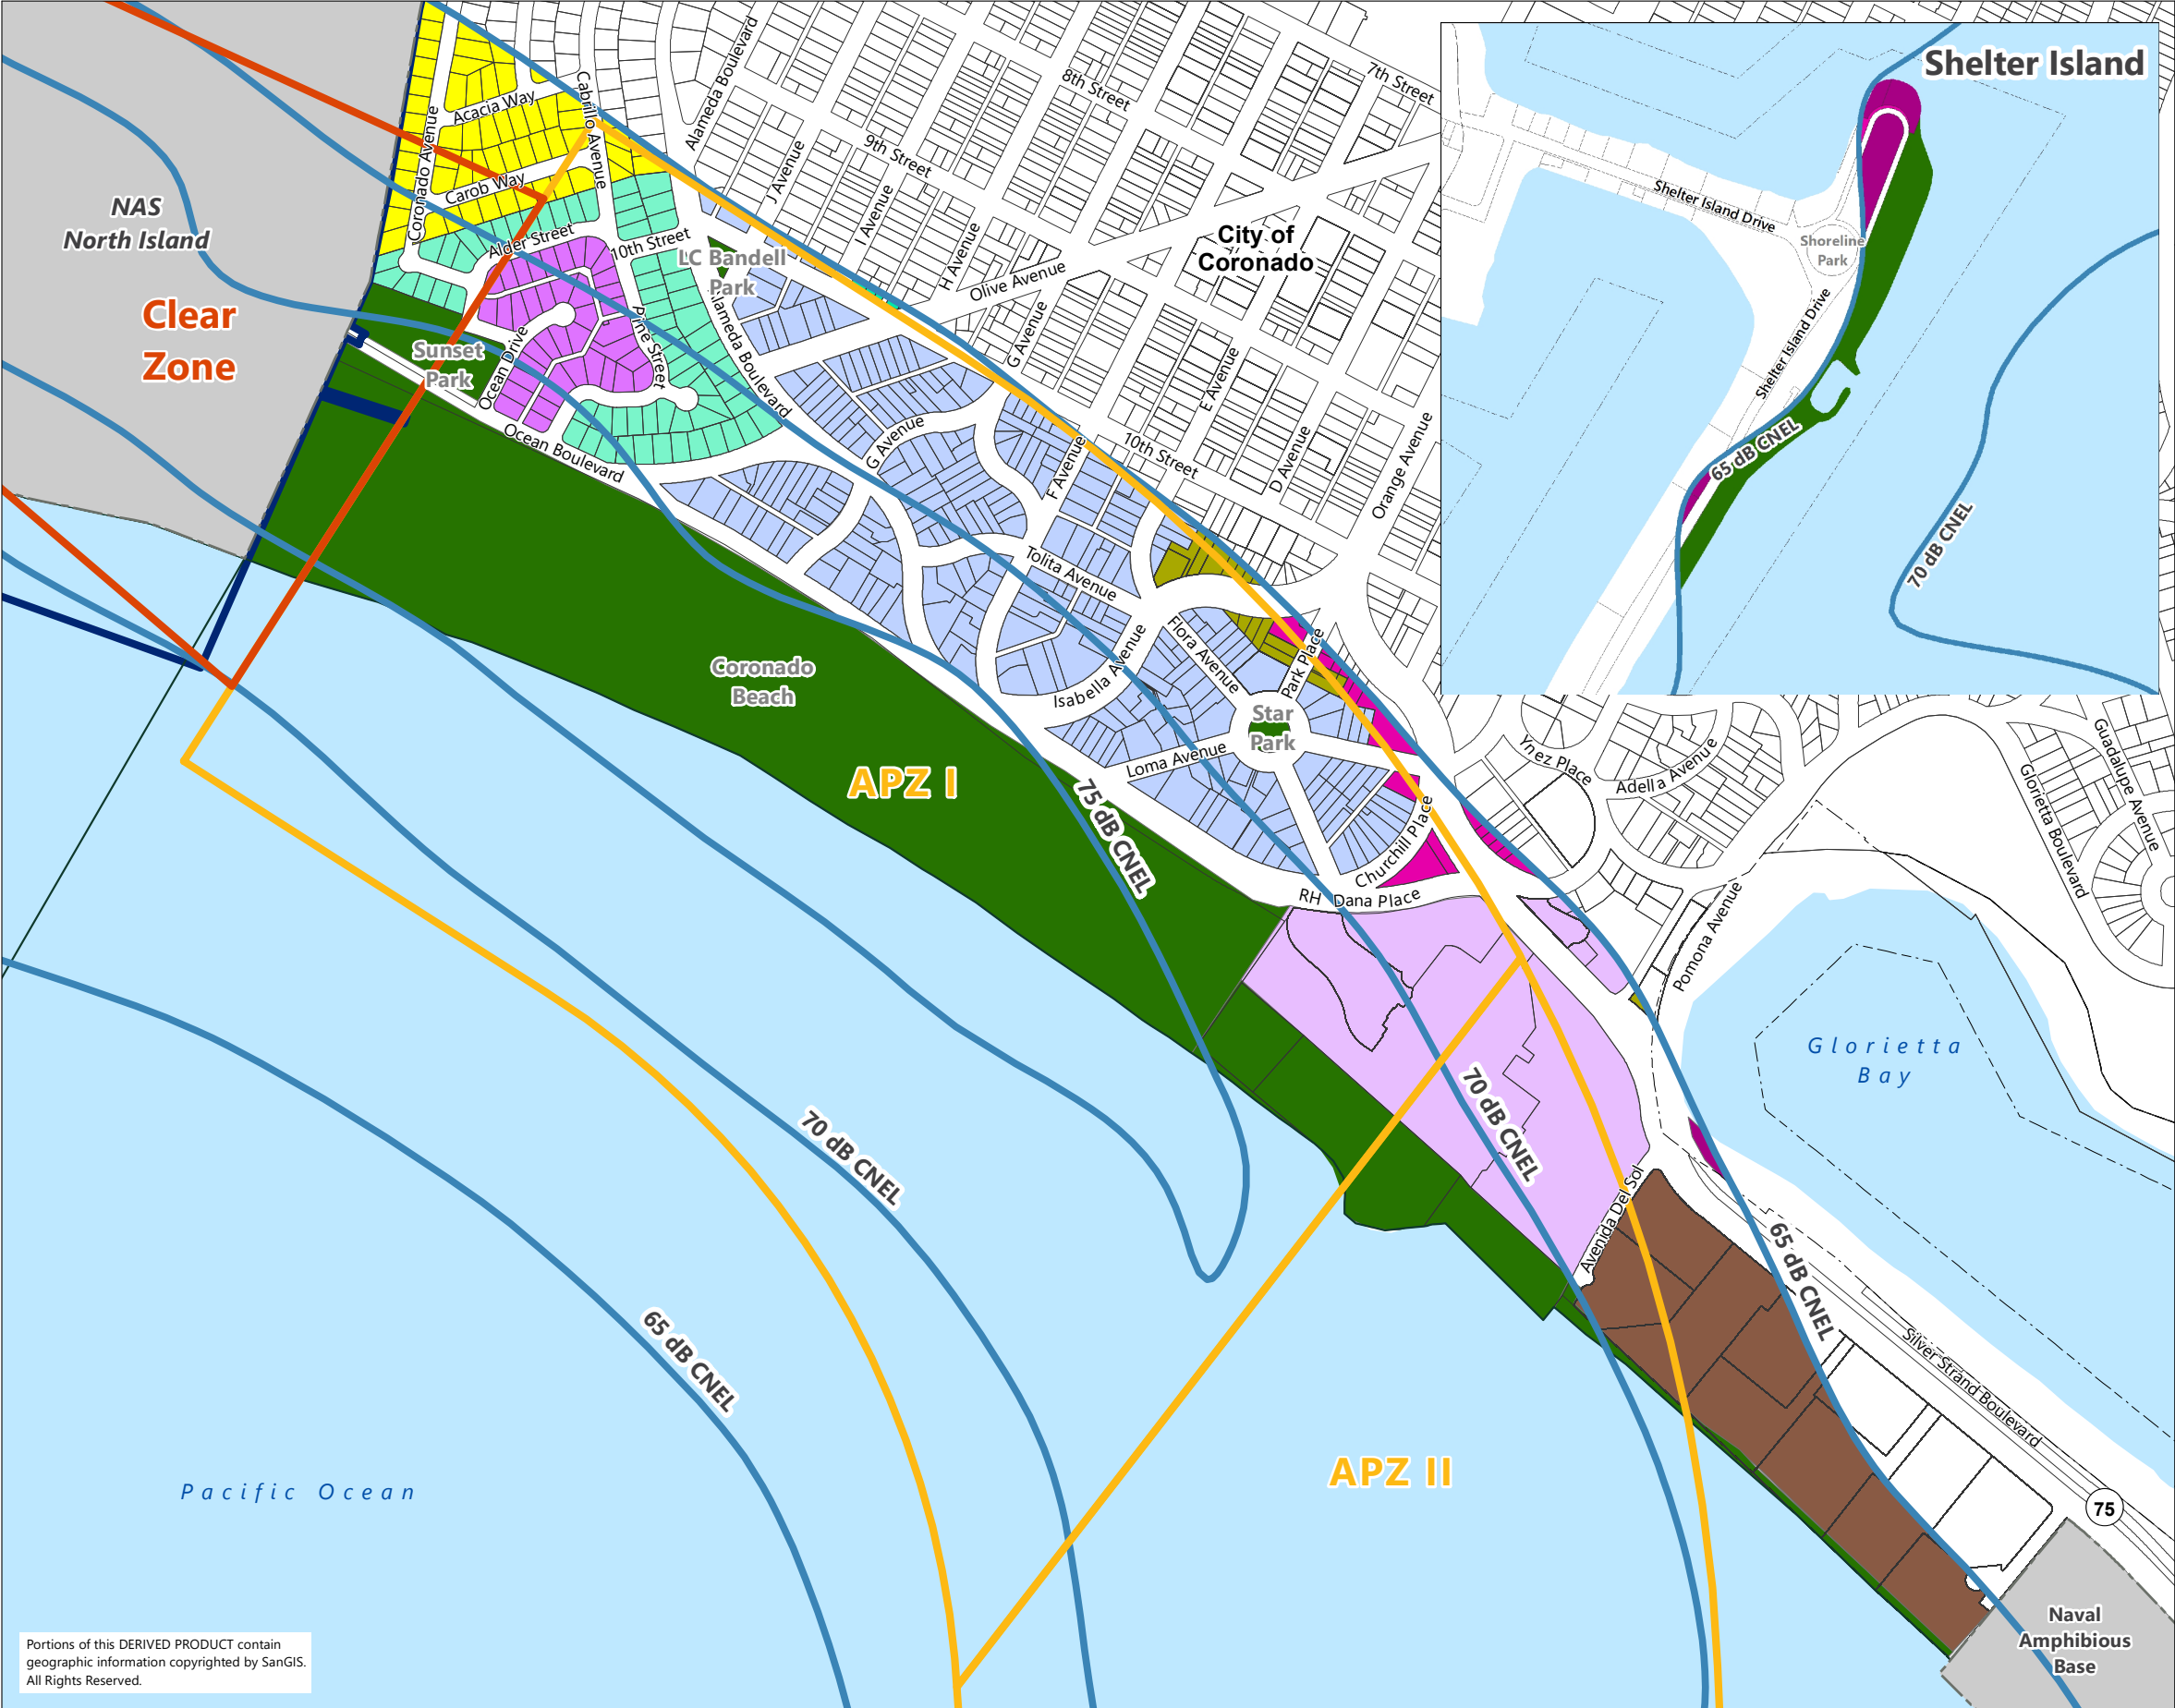 Shelter Island
Shelter Island Drive
Shoreline
Park
Shelter Island Drive
65 dB CNEL
70 dB CNEL
7th Street
8th Street
9th Street
Alameda Boulevard
J Avenue
I Avenue
H Avenue
Olive Avenue
G Avenue
City of
Coronado
E Avenue
D Avenue
Orange Avenue
10th Street
F Avenue
Acacia Way
Cabrillo Avenue
Coronado Avenue
Carob Way
Alder Street
10th Street
LC Bandell
Park
NAS
North Island
Clear
Zone
Sunset
Park
Ocean Drive
Pine Street
Alameda Boulevard
Ocean Boulevard
G Avenue
Tolita Avenue
Flora Avenue
Isabella Avenue
Park Place
Star
Park
Loma Avenue
Churchill Place
RH Dana Place
Coronado
Beach
APZ I
75 dB CNEL
Ynez Place
Adella Avenue
Guadalupe Avenue
Glorietta Boulevard
Pomona Avenue
Glorietta
Bay
70 dB CNEL
70 dB CNEL
Avenida Del Sol
65 dB CNEL
65 dB CNEL
Silver Strand Boulevard
75
APZ II
Pacific Ocean
Naval
Amphibious
Base
Portions of this DERIVED PRODUCT contain
geographic information copyrighted by SanGIS.
All Rights Reserved.